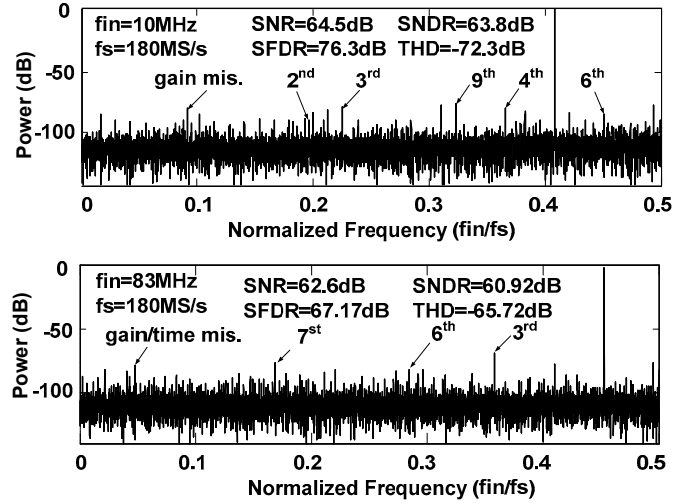 fin=10MHz SNR=64.5dB SNDR=63.8dB
fs=180MS/s SFDR=76.3dB THD=-72.3dB
gain mis. 2nd 3rd 9th 4th 6th
Power (dB)
0
-50
-100
0 0.1 0.2 0.3 0.4 0.5
Normalized Frequency (fin/fs)
fin=83MHz SNR=62.6dB SNDR=60.92dB
fs=180MS/s SFDR=67.17dB THD=-65.72dB
gain/time mis. 7st 6th 3rd
Power (dB)
0
-50
-100
0 0.1 0.2 0.3 0.4 0.5
Normalized Frequency (fin/fs)